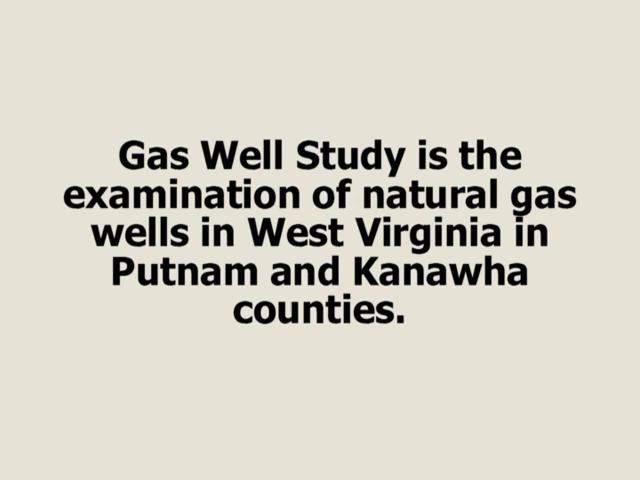 Gas Well Study is the
examination of natural gas
wells in West Virginia in
Putnam and Kanawha
counties.